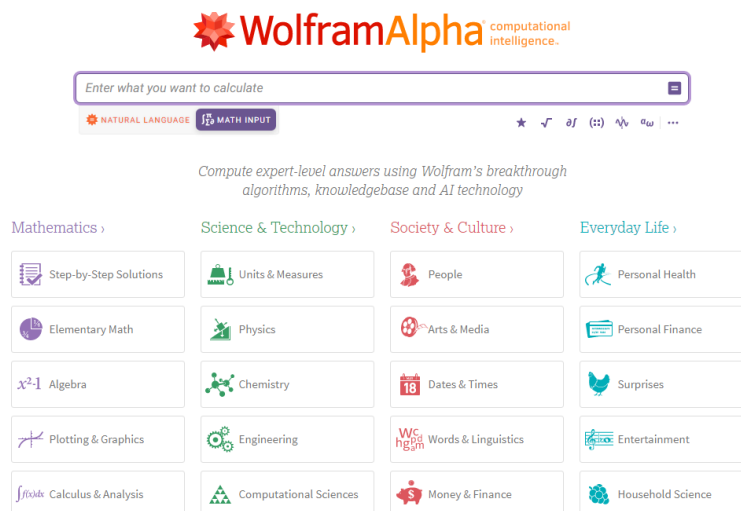 WolframAlpha computational intelligence.
Enter what you want to calculate
NATURAL LANGUAGE MATH INPUT
Compute expert-level answers using Wolfram's breakthrough
algorithms, knowledgebase and AI technology
Mathematics › Science & Technology › Society & Culture › Everyday Life ›
Step-by-Step Solutions Units & Measures People Personal Health
Elementary Math Physics Arts & Media Personal Finance
x²-1 Algebra Chemistry 18 Dates & Times Surprises
Plotting & Graphics Engineering Words & Linguistics Entertainment
∫f(x)dx Calculus & Analysis Computational Sciences $ Money & Finance Household Science